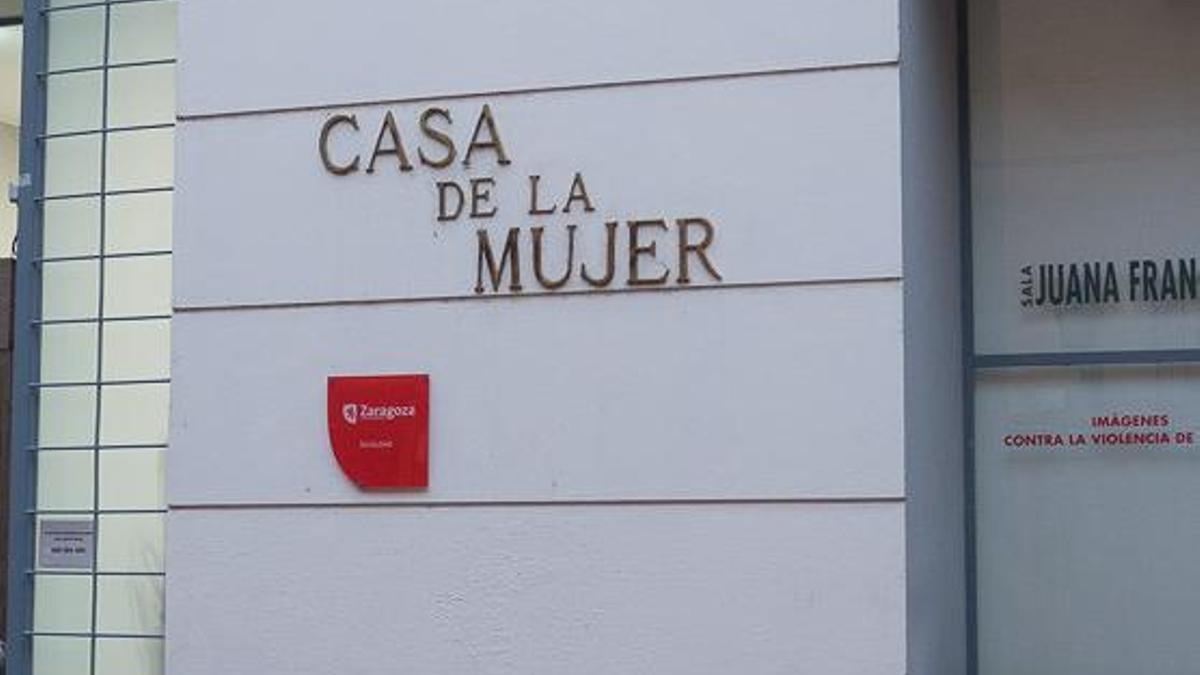 CASA
DE LA
MUJER
Zaragoza
SALA JUANA FRAN
IMÁGENES
CONTRA LA VIOLENCIA DE